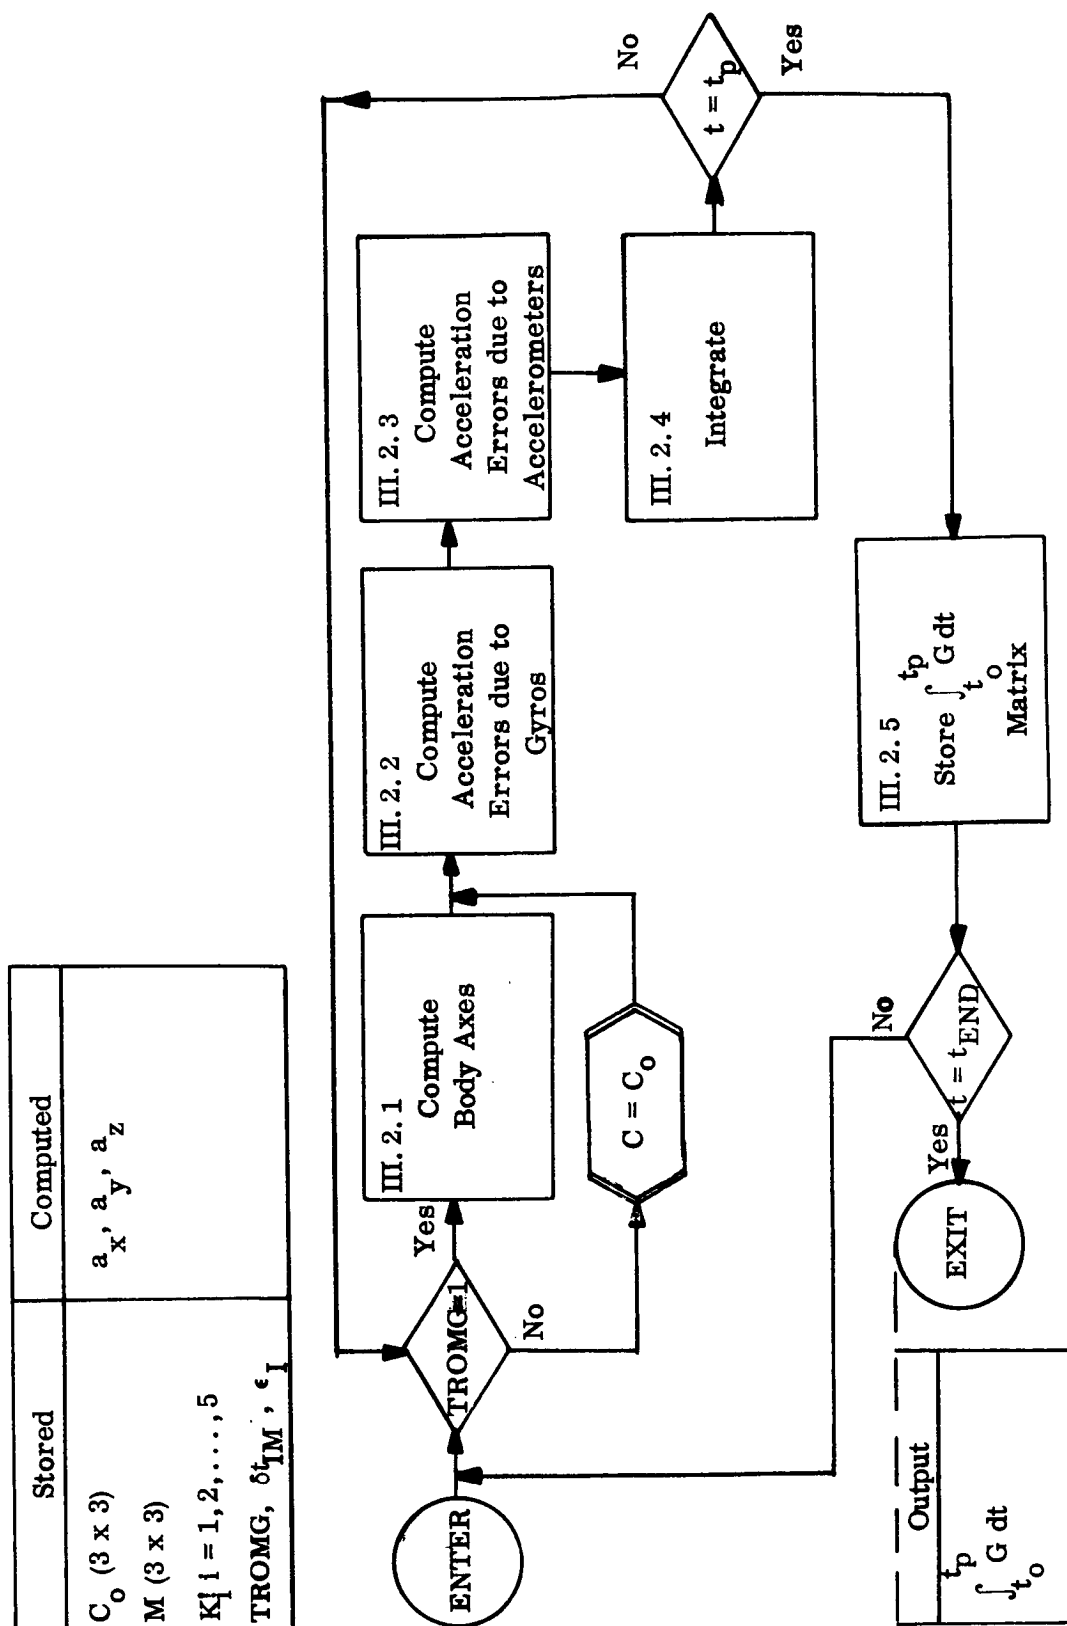 Stored
Computed
C_o (3 x 3)
M (3 x 3)
K_I^i i = 1, 2, . . . , 5
TROMG, δt_IM, ε_I
a_x, a_y, a_z
ENTER
TROMG=1
Yes
No
III. 2. 1
Compute
Body Axes
C = C_o
III. 2. 2
Compute
Acceleration
Errors due to
Gyros
III. 2. 3
Compute
Acceleration
Errors due to
Accelerometers
III. 2. 4
Integrate
t = t_p
No
Yes
III. 2. 5
Store ∫_{t_o}^{t_p} G dt
Matrix
t = t_END
No
Yes
EXIT
Output
∫_{t_o}^{t_p} G dt